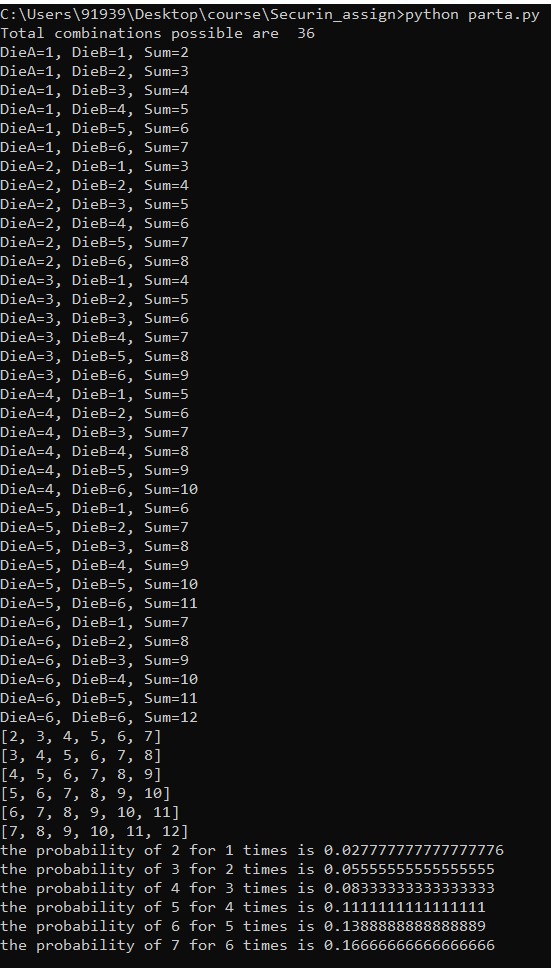 C:\Users\91939\Desktop\course\Securin_assign>python parta.py
Total combinations possible are  36
DieA=1, DieB=1, Sum=2
DieA=1, DieB=2, Sum=3
DieA=1, DieB=3, Sum=4
DieA=1, DieB=4, Sum=5
DieA=1, DieB=5, Sum=6
DieA=1, DieB=6, Sum=7
DieA=2, DieB=1, Sum=3
DieA=2, DieB=2, Sum=4
DieA=2, DieB=3, Sum=5
DieA=2, DieB=4, Sum=6
DieA=2, DieB=5, Sum=7
DieA=2, DieB=6, Sum=8
DieA=3, DieB=1, Sum=4
DieA=3, DieB=2, Sum=5
DieA=3, DieB=3, Sum=6
DieA=3, DieB=4, Sum=7
DieA=3, DieB=5, Sum=8
DieA=3, DieB=6, Sum=9
DieA=4, DieB=1, Sum=5
DieA=4, DieB=2, Sum=6
DieA=4, DieB=3, Sum=7
DieA=4, DieB=4, Sum=8
DieA=4, DieB=5, Sum=9
DieA=4, DieB=6, Sum=10
DieA=5, DieB=1, Sum=6
DieA=5, DieB=2, Sum=7
DieA=5, DieB=3, Sum=8
DieA=5, DieB=4, Sum=9
DieA=5, DieB=5, Sum=10
DieA=5, DieB=6, Sum=11
DieA=6, DieB=1, Sum=7
DieA=6, DieB=2, Sum=8
DieA=6, DieB=3, Sum=9
DieA=6, DieB=4, Sum=10
DieA=6, DieB=5, Sum=11
DieA=6, DieB=6, Sum=12
[2, 3, 4, 5, 6, 7]
[3, 4, 5, 6, 7, 8]
[4, 5, 6, 7, 8, 9]
[5, 6, 7, 8, 9, 10]
[6, 7, 8, 9, 10, 11]
[7, 8, 9, 10, 11, 12]
the probability of 2 for 1 times is 0.027777777777777776
the probability of 3 for 2 times is 0.05555555555555555
the probability of 4 for 3 times is 0.08333333333333333
the probability of 5 for 4 times is 0.1111111111111111
the probability of 6 for 5 times is 0.1388888888888889
the probability of 7 for 6 times is 0.16666666666666666